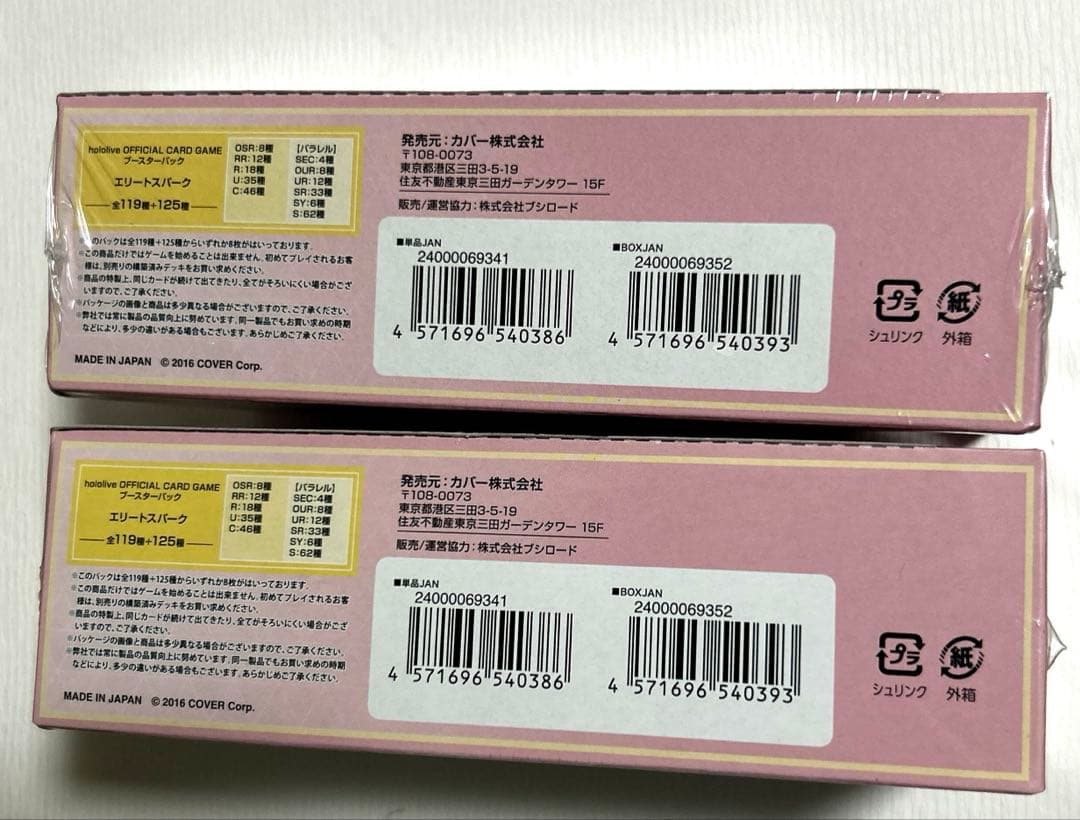 hololive OFFICIAL CARD GAME
ブースターパック
エリートスパーク
全119種+125種
OSR:8種
RR:12種
R:18種
U:35種
C:46種
[パラレル]
SEC:4種
OUR:8種
UR:12種
SR:33種
SY:6種
S:62種
※このパックは全119種+125種からいずれか8枚がはいっております。
※この商品だけではゲームを始めることは出来ません。初めてプレイされるお客
様は、別売りの構築済みデッキをお買い求めください。
※商品の特製上、同じカードが続けて出てきたり、全てがそろいにくい場合がござ
いますので、ご了承ください。
※パッケージの画像と商品は多少異なる場合がございますので、ご了承ください。
※弊社では常に製品の品質向上に努めています。同一製品でもお買い求めの時期
などにより、多少の違いがある場合もございます。あらかじめご了承ください。
MADE IN JAPAN © 2016 COVER Corp.
発売元:カバー株式会社
〒108-0073
東京都港区三田3-5-19
住友不動産東京三田ガーデンタワー 15F
販売/運営協力:株式会社ブシロード
■単品JAN
24000069341
4 571696 540386
■BOXJAN
24000069352
4 571696 540393
プラ
シュリンク
紙
外箱
hololive OFFICIAL CARD GAME
ブースターパック
エリートスパーク
全119種+125種
OSR:8種
RR:12種
R:18種
U:35種
C:46種
[パラレル]
SEC:4種
OUR:8種
UR:12種
SR:33種
SY:6種
S:62種
※このパックは全119種+125種からいずれか8枚がはいっております。
※この商品だけではゲームを始めることは出来ません。初めてプレイされるお客
様は、別売りの構築済みデッキをお買い求めください。
※商品の特製上、同じカードが続けて出てきたり、全てがそろいにくい場合がござ
いますので、ご了承ください。
※パッケージの画像と商品は多少異なる場合がございますので、ご了承ください。
※弊社では常に製品の品質向上に努めています。同一製品でもお買い求めの時期
などにより、多少の違いがある場合もございます。あらかじめご了承ください。
MADE IN JAPAN © 2016 COVER Corp.
発売元:カバー株式会社
〒108-0073
東京都港区三田3-5-19
住友不動産東京三田ガーデンタワー 15F
販売/運営協力:株式会社ブシロード
■単品JAN
24000069341
4 571696 540386
■BOXJAN
24000069352
4 571696 540393
プラ
シュリンク
紙
外箱